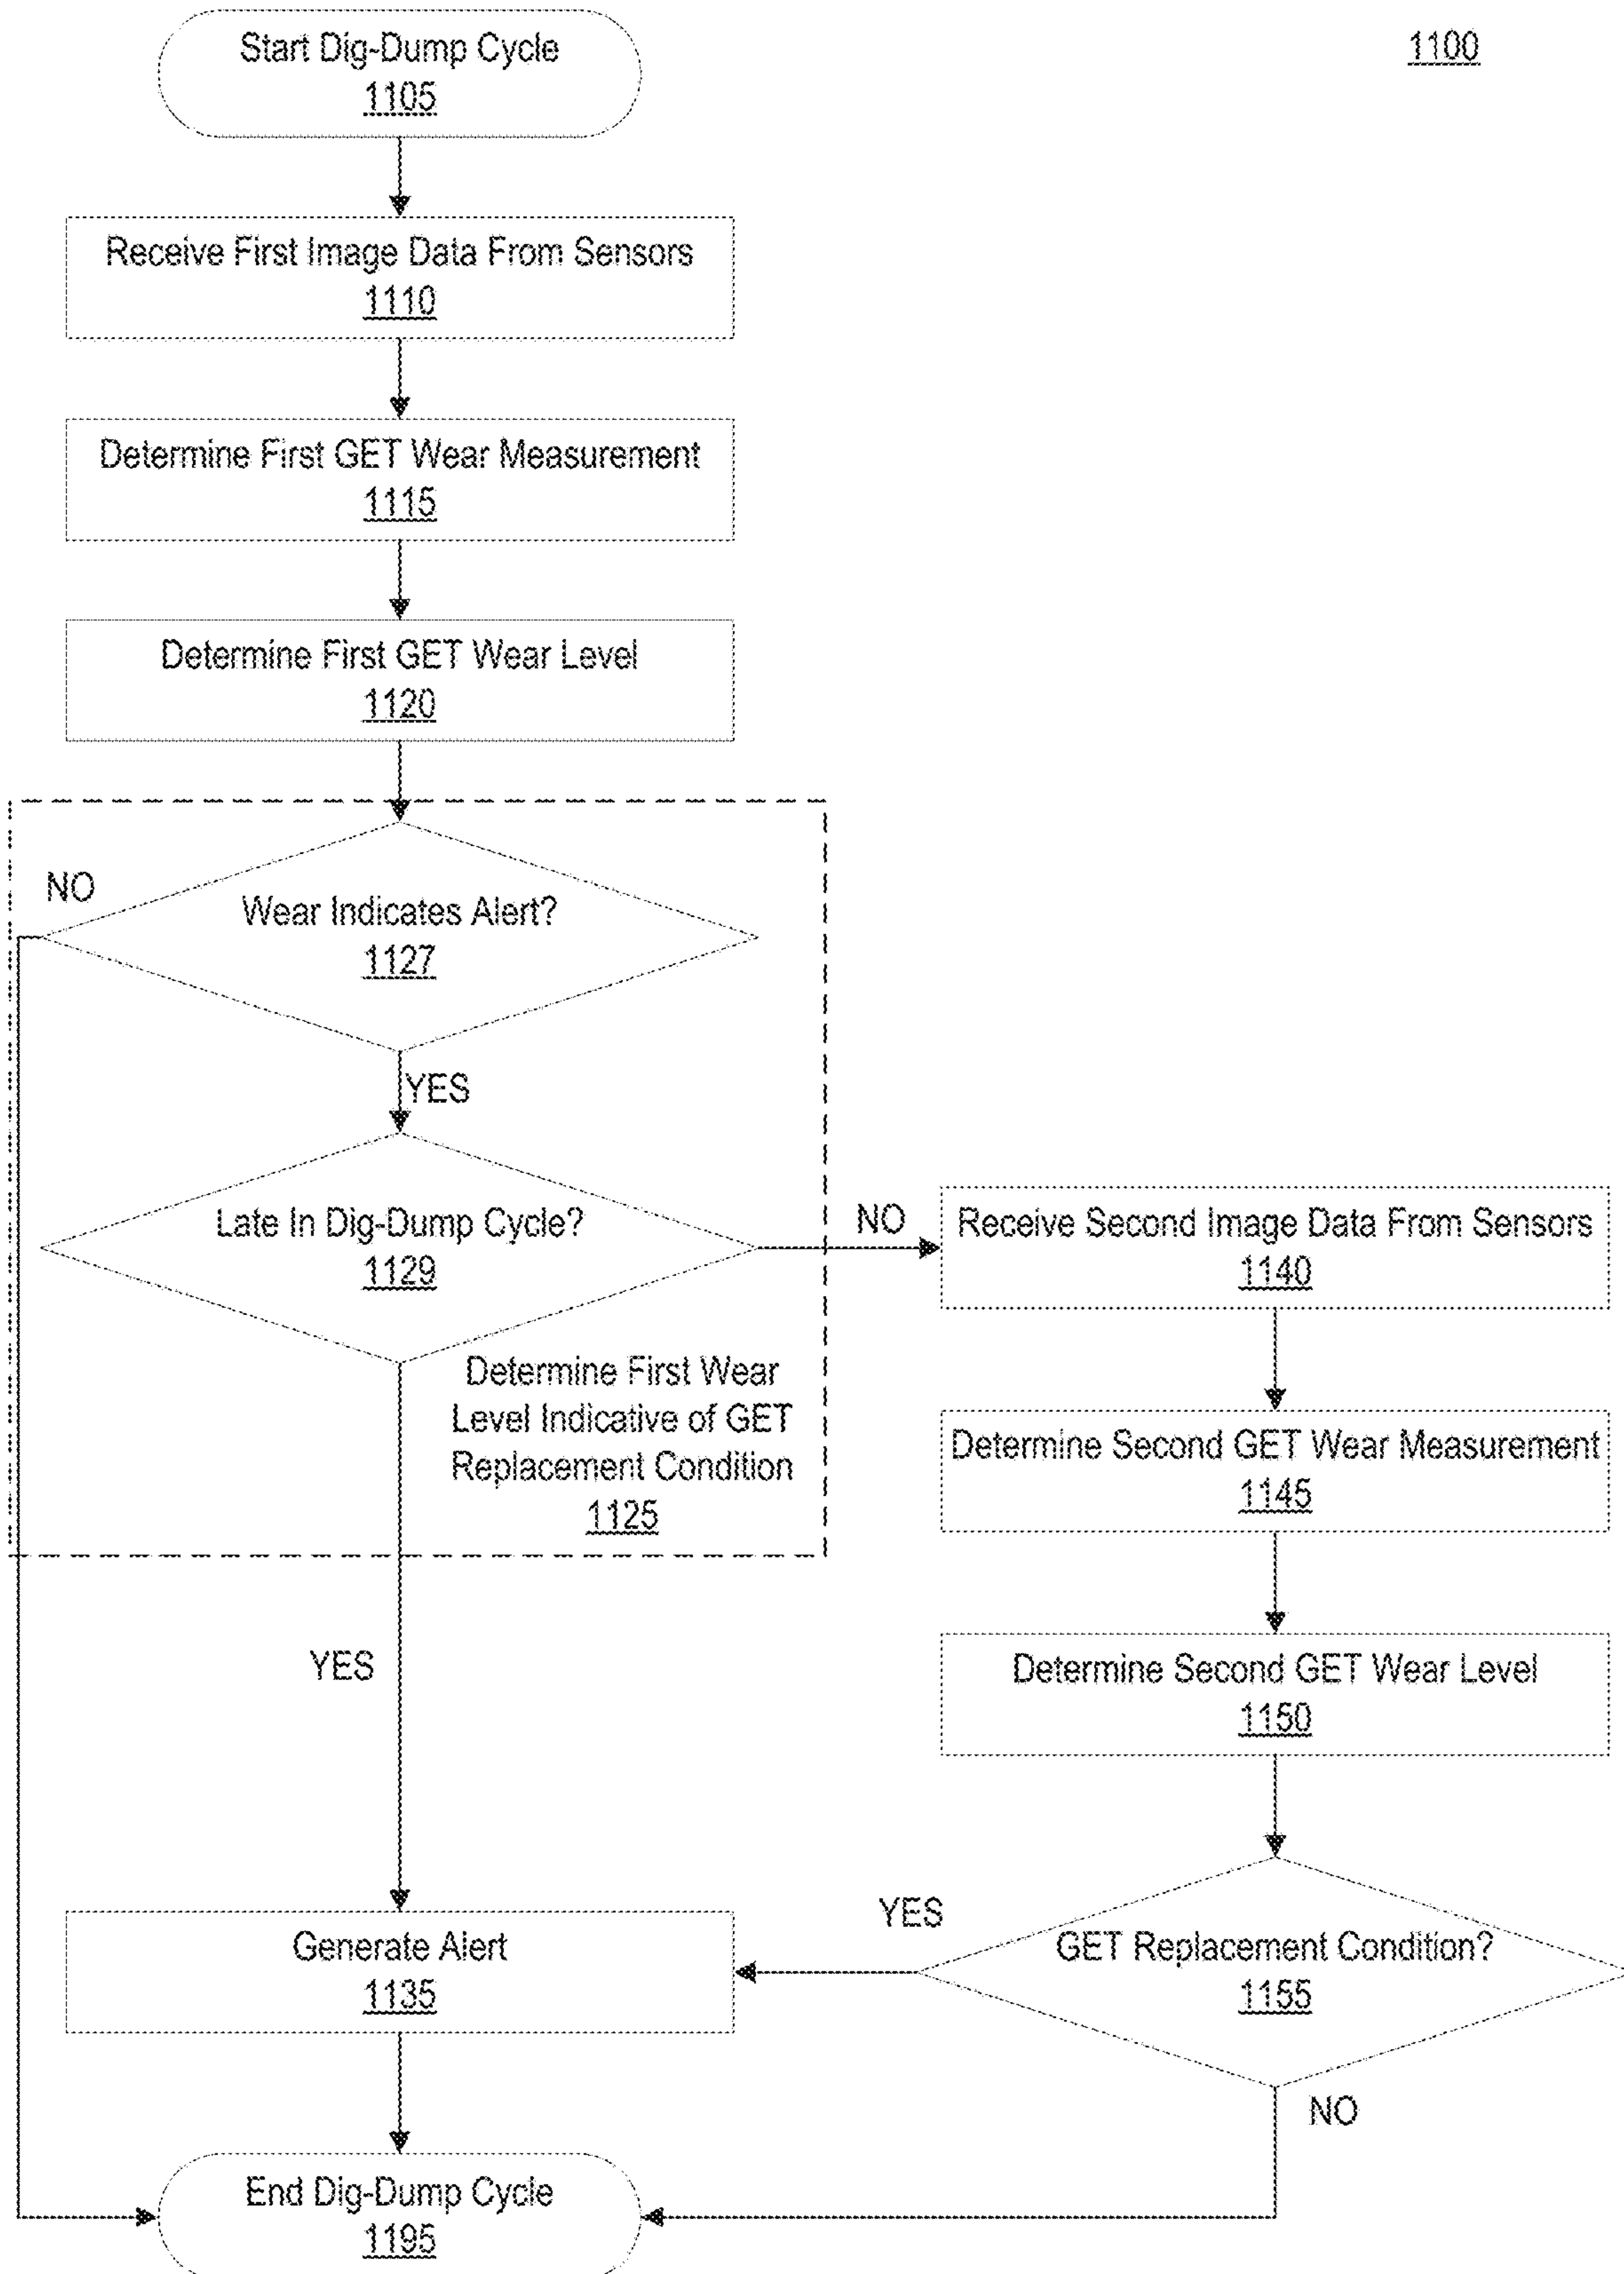 1100
Start Dig-Dump Cycle
1105
Receive First Image Data From Sensors
1110
Determine First GET Wear Measurement
1115
Determine First GET Wear Level
1120
NO
Wear Indicates Alert?
1127
YES
Late In Dig-Dump Cycle?
1129
NO
Determine First Wear
Level Indicative of GET
Replacement Condition
1125
YES
Receive Second Image Data From Sensors
1140
Determine Second GET Wear Measurement
1145
Determine Second GET Wear Level
1150
GET Replacement Condition?
1155
YES
NO
Generate Alert
1135
End Dig-Dump Cycle
1195